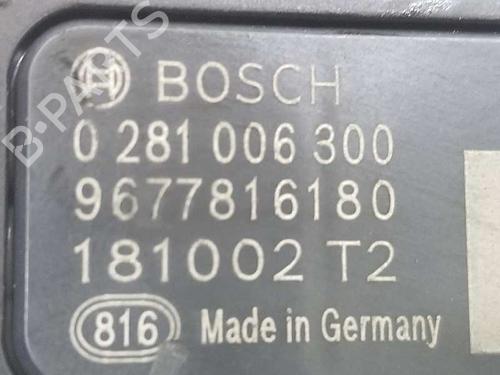 BOSCH
0 281 006 300
9677816180
181002 T2
816 Made in Germany
B-PARTS